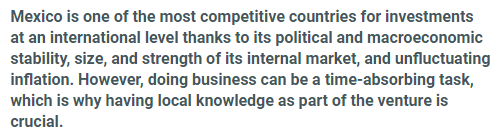 Mexico is one of the most competitive countries for investments
at an international level thanks to its political and macroeconomic
stability, size, and strength of its internal market, and unfluctuating
inflation. However, doing business can be a time-absorbing task,
which is why having local knowledge as part of the venture is
crucial.